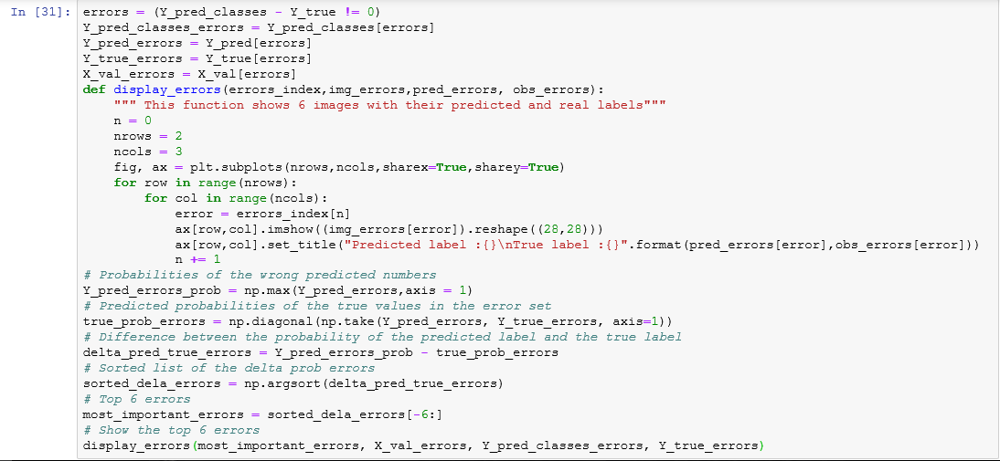 In [31]: errors = (Y_pred_classes - Y_true != 0)
Y_pred_classes_errors = Y_pred_classes[errors]
Y_pred_errors = Y_pred[errors]
Y_true_errors = Y_true[errors]
X_val_errors = X_val[errors]
def display_errors(errors_index,img_errors,pred_errors, obs_errors):
    """ This function shows 6 images with their predicted and real labels"""
    n = 0
    nrows = 2
    ncols = 3
    fig, ax = plt.subplots(nrows,ncols,sharex=True,sharey=True)
    for row in range(nrows):
        for col in range(ncols):
            error = errors_index[n]
            ax[row,col].imshow((img_errors[error]).reshape((28,28)))
            ax[row,col].set_title("Predicted label :{}\nTrue label :{}".format(pred_errors[error],obs_errors[error]))
            n += 1
# Probabilities of the wrong predicted numbers
Y_pred_errors_prob = np.max(Y_pred_errors,axis = 1)
# Predicted probabilities of the true values in the error set
true_prob_errors = np.diagonal(np.take(Y_pred_errors, Y_true_errors, axis=1))
# Difference between the probability of the predicted label and the true label
delta_pred_true_errors = Y_pred_errors_prob - true_prob_errors
# Sorted list of the delta prob errors
sorted_dela_errors = np.argsort(delta_pred_true_errors)
# Top 6 errors
most_important_errors = sorted_dela_errors[-6:]
# Show the top 6 errors
display_errors(most_important_errors, X_val_errors, Y_pred_classes_errors, Y_true_errors)